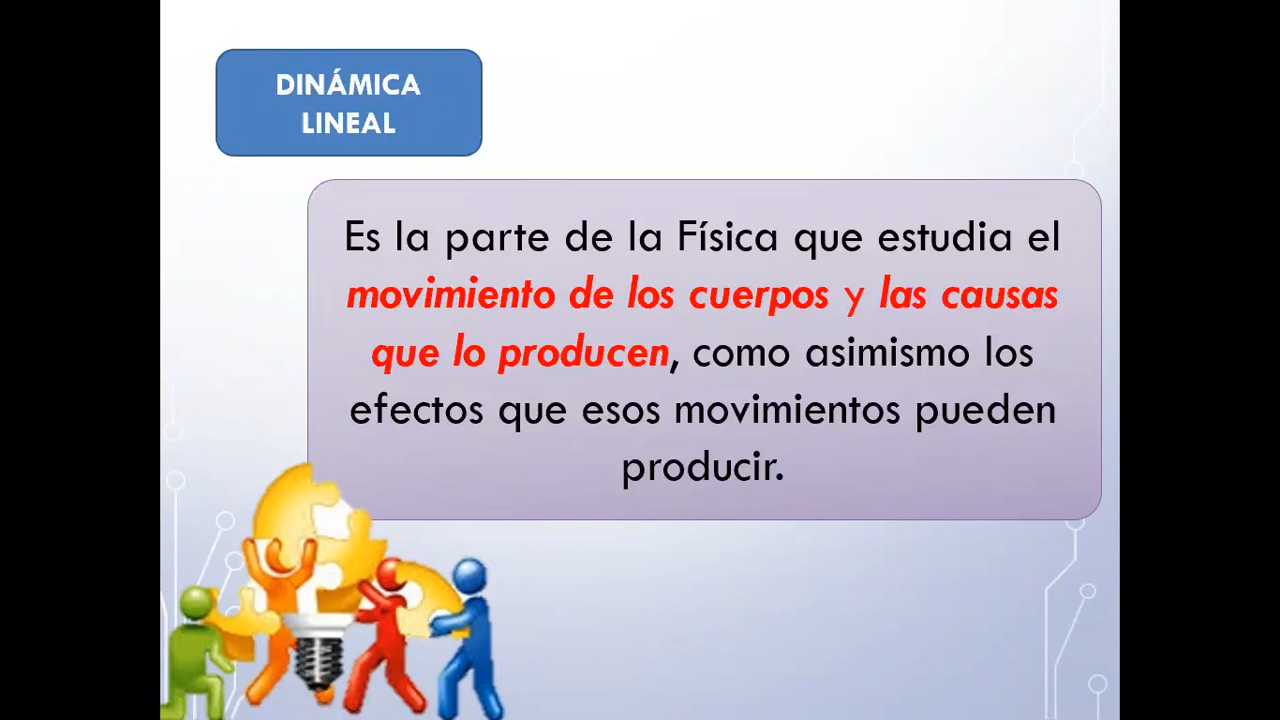 DINÁMICA
LINEAL
Es la parte de la Física que estudia el
movimiento de los cuerpos y las causas
que lo producen, como asimismo los
efectos que esos movimientos pueden
producir.